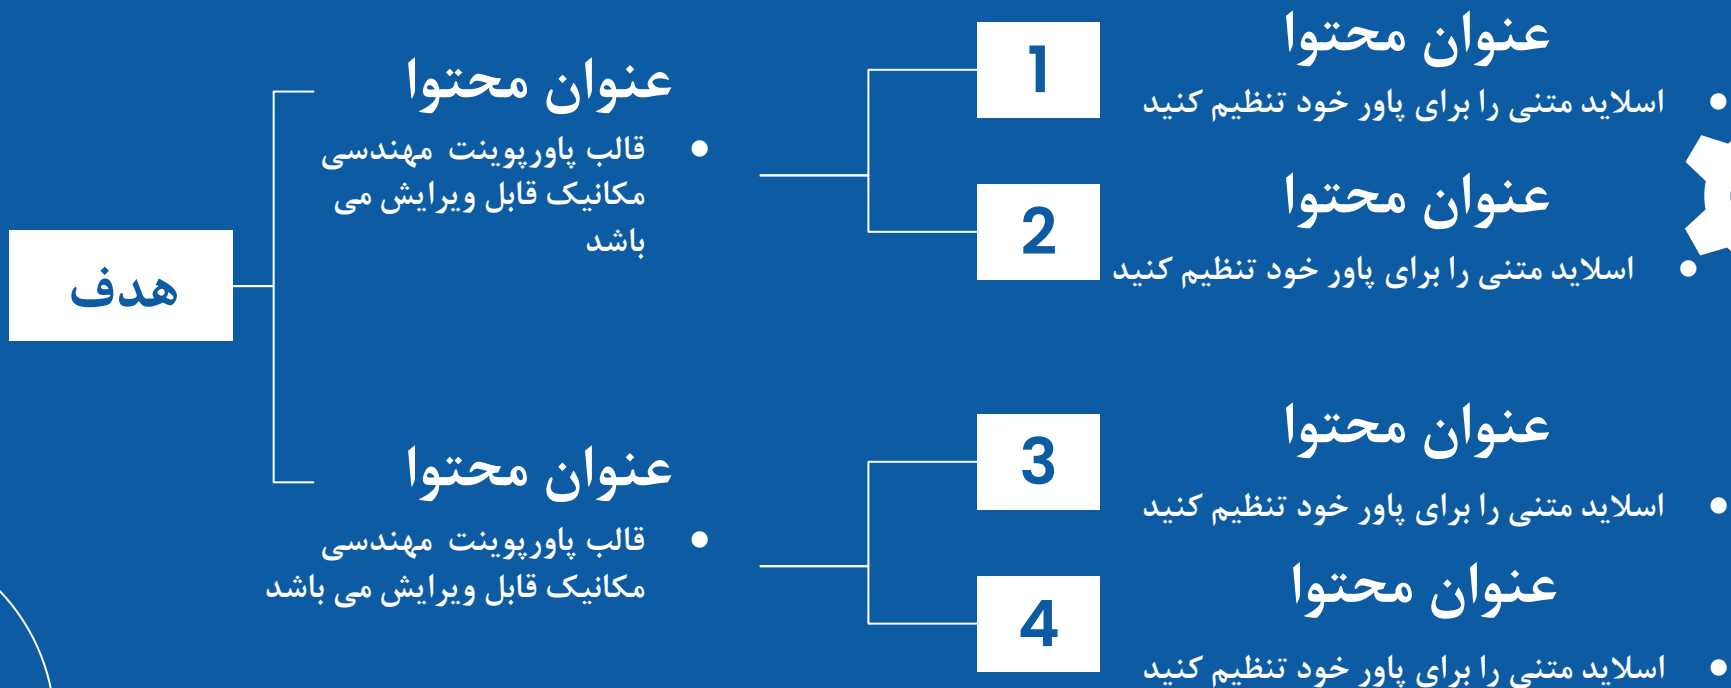 هدف
عنوان محتوا
• قالب پاورپوینت مهندسی
مکانیک قابل ویرایش می
باشد
1
عنوان محتوا
• اسلاید متنی را برای پاور خود تنظیم کنید
2
عنوان محتوا
• اسلاید متنی را برای پاور خود تنظیم کنید
عنوان محتوا
• قالب پاورپوینت مهندسی
مکانیک قابل ویرایش می باشد
3
عنوان محتوا
• اسلاید متنی را برای پاور خود تنظیم کنید
4
عنوان محتوا
• اسلاید متنی را برای پاور خود تنظیم کنید